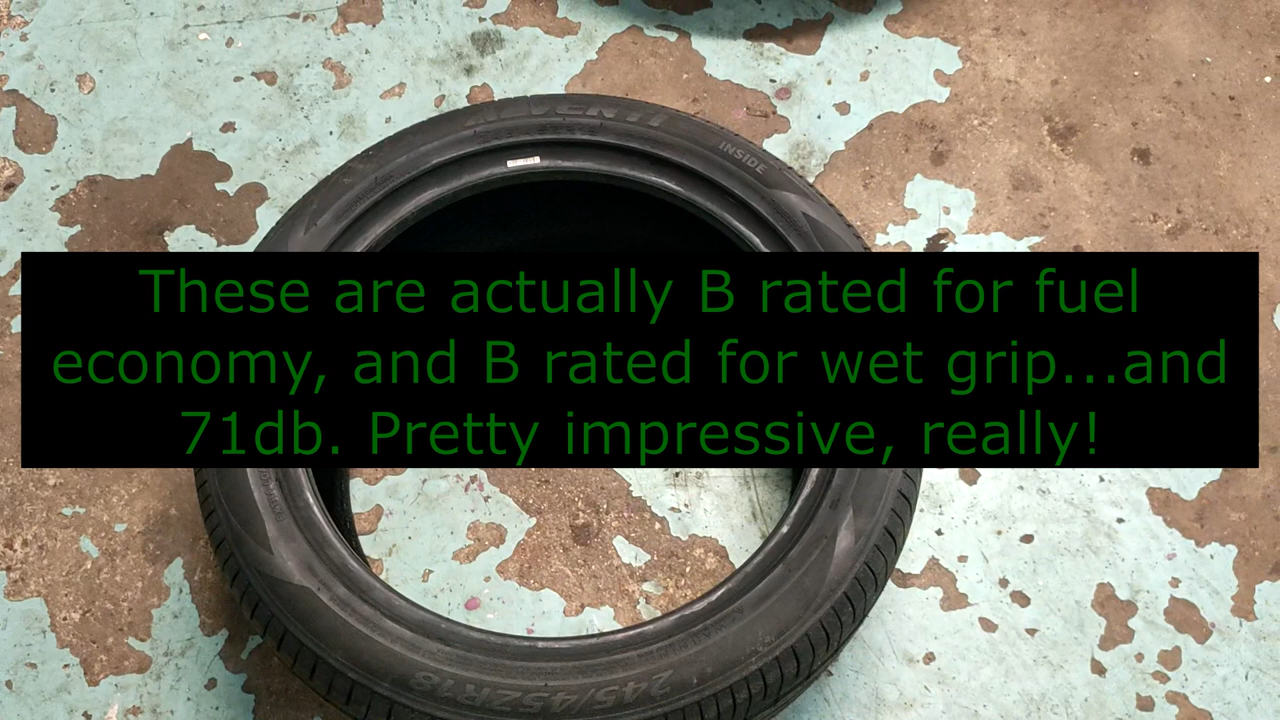 INSIDE
These are actually B rated for fuel
economy, and B rated for wet grip...and
71db. Pretty impressive, really!
245/45ZR18